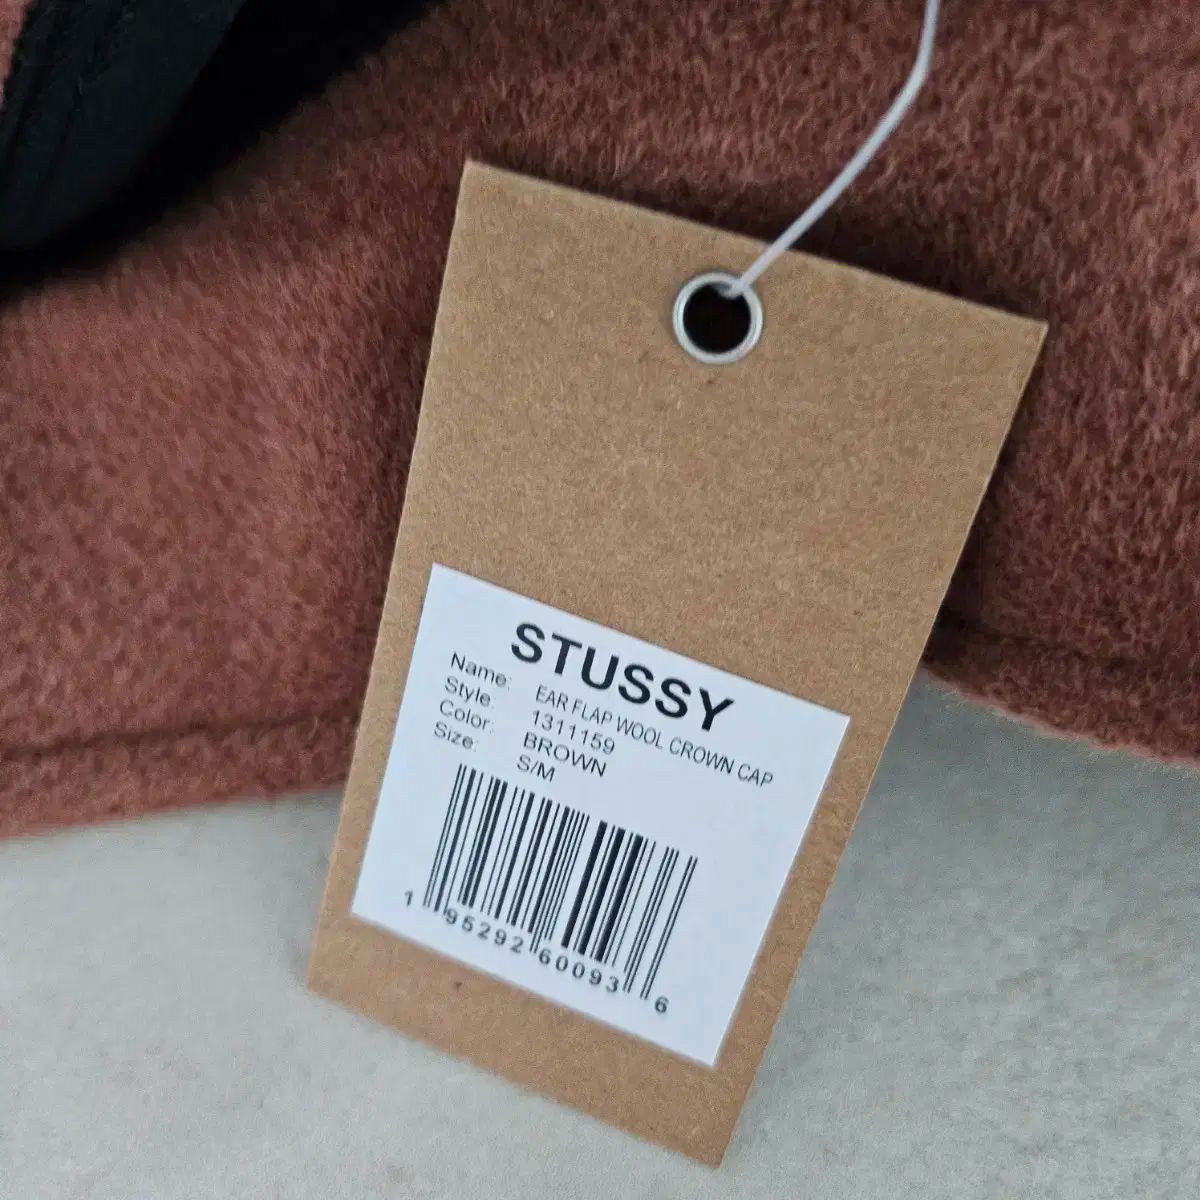 STUSSY
Name: EAR FLAP WOOL CROWN CAP
Style: 1311159
Color: BROWN
Size: S/M
1 95292 60093 6